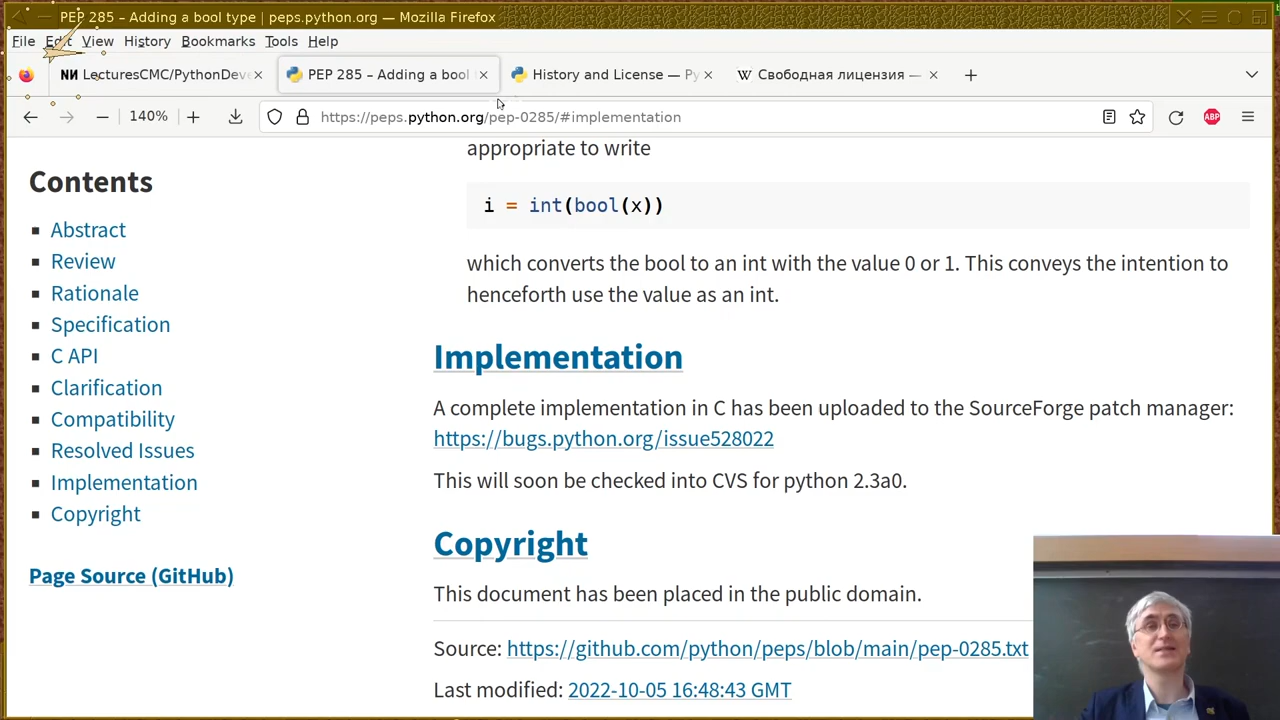 PEP 285 – Adding a bool type | peps.python.org — Mozilla Firefox
File Edit View History Bookmarks Tools Help
LecturesCMC/PythonDeve
PEP 285 – Adding a bool
History and License — Py
W Свободная лицензия —
140%
https://peps.python.org/pep-0285/#implementation
ABP
Contents
Abstract
Review
Rationale
Specification
C API
Clarification
Compatibility
Resolved Issues
Implementation
Copyright
Page Source (GitHub)
appropriate to write
i = int(bool(x))
which converts the bool to an int with the value 0 or 1. This conveys the intention to
henceforth use the value as an int.
Implementation
A complete implementation in C has been uploaded to the SourceForge patch manager:
https://bugs.python.org/issue528022
This will soon be checked into CVS for python 2.3a0.
Copyright
This document has been placed in the public domain.
Source: https://github.com/python/peps/blob/main/pep-0285.txt
Last modified: 2022-10-05 16:48:43 GMT